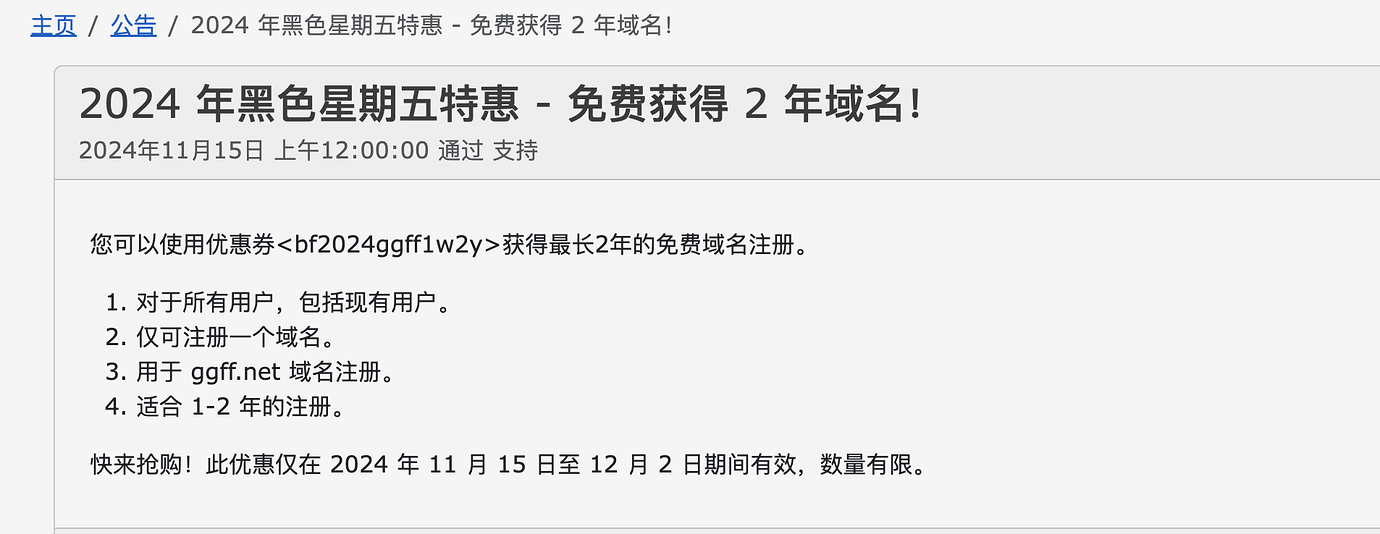 主页 / 公告 / 2024 年黑色星期五特惠 - 免费获得 2 年域名！
2024 年黑色星期五特惠 - 免费获得 2 年域名！
2024年11月15日 上午12:00:00 通过 支持
您可以使用优惠券<bf2024ggff1w2y>获得最长2年的免费域名注册。
1. 对于所有用户，包括现有用户。
2. 仅可注册一个域名。
3. 用于 ggff.net 域名注册。
4. 适合 1-2 年的注册。
快来抢购！此优惠仅在 2024 年 11 月 15 日至 12 月 2 日期间有效，数量有限。